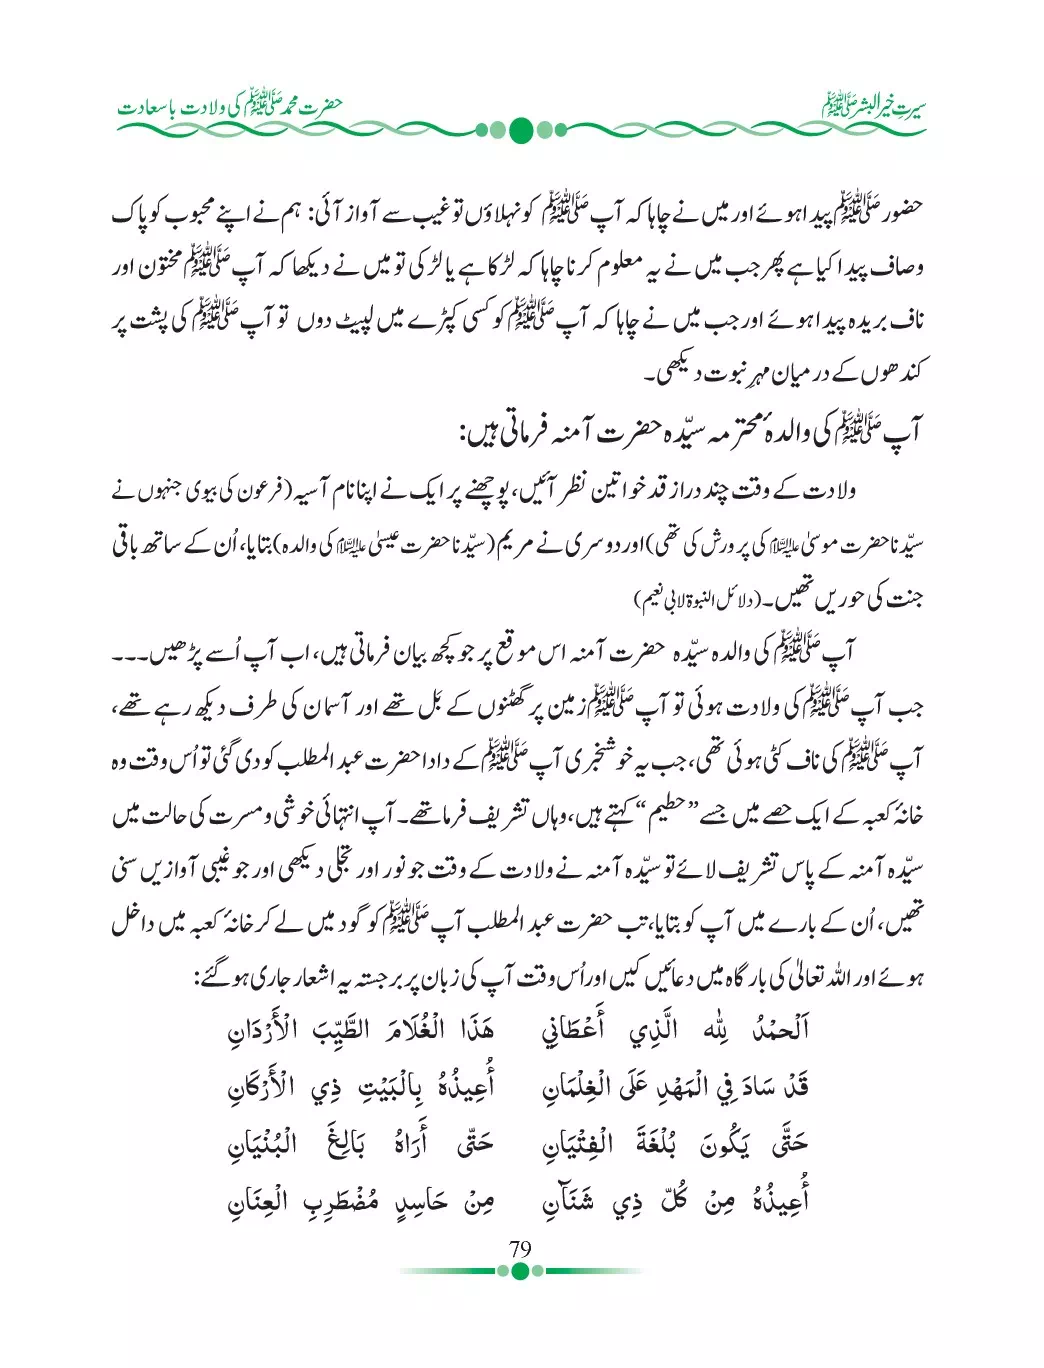 سیرتِ خیر البشر ﷺ
حضرت محمد ﷺ کی ولادت باسعادت
حضور ﷺ پیدا ہوئے اور میں نے چاہا کہ آپ ﷺ کو نہلاؤں تو غیب سے آواز آئی: ہم نے اپنے محبوب کو پاک
وصاف پیدا کیا ہے پھر جب میں نے یہ معلوم کرنا چاہا کہ لڑکا ہے یا لڑکی تو میں نے دیکھا کہ آپ ﷺ مختون اور
ناف بریدہ پیدا ہوئے اور جب میں نے چاہا کہ آپ ﷺ کو کسی کپڑے میں لپیٹ دوں تو آپ ﷺ کی پشت پر
کندھوں کے درمیان مہرِ نبوت دیکھی۔
آپ ﷺ کی والدہٴ محترمہ سیّدہ حضرت آمنہ فرماتی ہیں:
ولادت کے وقت چند دراز قد خواتین نظر آئیں، پوچھنے پر ایک نے اپنا نام آسیہ (فرعون کی بیوی جنہوں نے
سیّدنا حضرت موسیٰ علیہ السلام کی پرورش کی تھی) اور دوسری نے مریم (سیّدنا حضرت عیسیٰ علیہ السلام کی والدہ) بتایا، اُن کے ساتھ باقی
جنت کی حوریں تھیں۔ (دلائل النبوۃ لابی نعیم)
آپ ﷺ کی والدہ سیّدہ حضرت آمنہ اس موقع پر جو کچھ بیان فرماتی ہیں، اب آپ اُسے پڑھیں۔۔۔
جب آپ ﷺ کی ولادت ہوئی تو آپ ﷺ زمین پر گھٹنوں کے بَل تھے اور آسمان کی طرف دیکھ رہے تھے،
آپ ﷺ کی ناف کٹی ہوئی تھی، جب یہ خوشخبری آپ ﷺ کے دادا حضرت عبد المطلب کو دی گئی تو اُس وقت وہ
خانۂ کعبہ کے ایک حصے میں جسے ”حطیم“ کہتے ہیں، وہاں تشریف فرما تھے۔ آپ انتہائی خوشی و مسرت کی حالت میں
سیّدہ آمنہ کے پاس تشریف لائے تو سیّدہ آمنہ نے ولادت کے وقت جو نور اور تجلی دیکھی اور جو غیبی آوازیں سنی
تھیں، اُن کے بارے میں آپ کو بتایا، تب حضرت عبد المطلب آپ ﷺ کو گود میں لے کر خانۂ کعبہ میں داخل
ہوئے اور اللہ تعالیٰ کی بارگاہ میں دعائیں کیں اور اُس وقت آپ کی زبان پر برجستہ یہ اشعار جاری ہو گئے:
اَلْحمْدُ لِلّٰه الَّذِي أَعْطَانِي هَذَا الْغُلَامَ الطَّيِّبَ الْأَرْدَانِ
قَدْ سَادَ فِي الْمَهْدِ عَلَى الْغِلْمَانِ أُعِيذُهُ بِالْبَيْتِ ذِي الْأَرْكَانِ
حَتَّى يَكُونَ بُلْغَةَ الْفِتْيَانِ حَتّى أَرَاهُ بَالِغَ الْبُنْيَانِ
أُعِيذُهُ مِنْ كُلّ ذِي شَنَآنِ مِنْ حَاسِدٍ مُضْطَرِبِ الْعِنَانِ
79